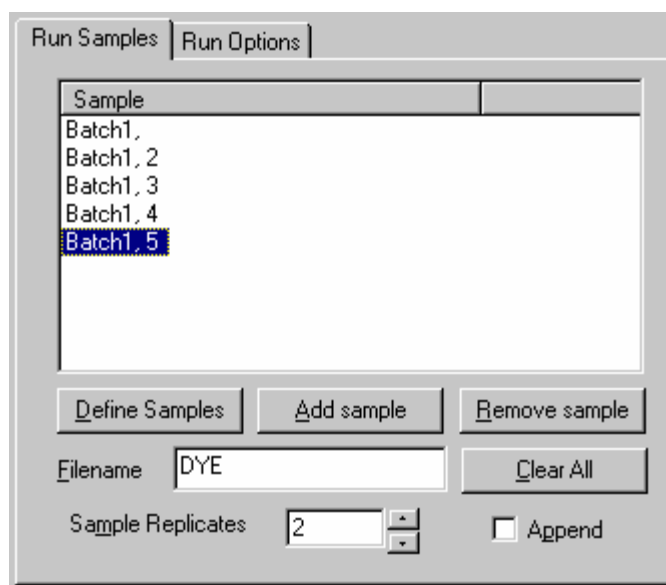 Run Samples Run Options
Sample
Batch1,
Batch1, 2
Batch1, 3
Batch1, 4
Batch1, 5
Define Samples Add sample Remove sample
Filename DYE Clear All
Sample Replicates 2 Append